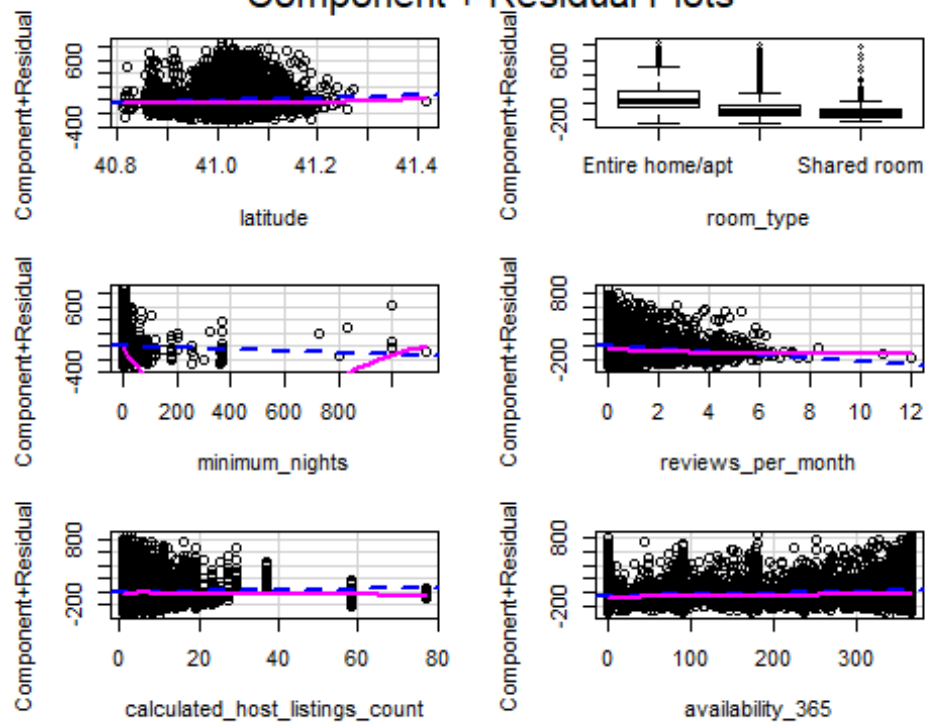 Component + Residual Plots
Component+Residual
600
-400
40.8 41.0 41.2 41.4
latitude
Component+Residual
600
-200
Entire home/apt Shared room
room_type
Component+Residual
600
-400
0 200 400 600 800
minimum_nights
Component+Residual
800
-200
0 2 4 6 8 10 12
reviews_per_month
Component+Residual
800
-200
0 20 40 60 80
calculated_host_listings_count
Component+Residual
800
-200
0 100 200 300
availability_365